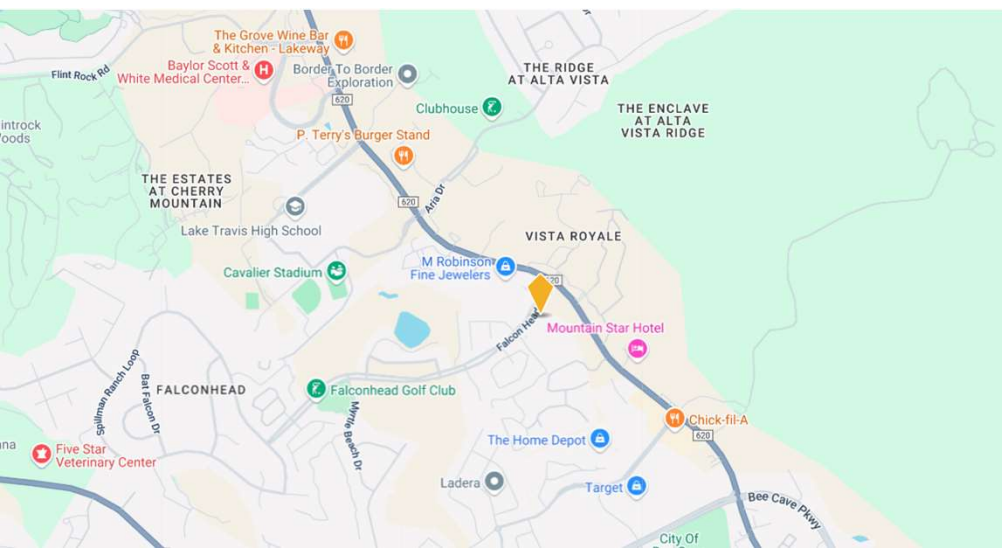 The Grove Wine Bar
& Kitchen - Lakeway
Flint Rock Rd
Baylor Scott &
White Medical Center...
Border To Border
Exploration
THE RIDGE
AT ALTA VISTA
620
Clubhouse
THE ENCLAVE
AT ALTA
VISTA RIDGE
introck
P. Terry's Burger Stand
THE ESTATES
AT CHERRY
MOUNTAIN
Aria Dr
620
Lake Travis High School
VISTA ROYALE
M Robinson
Fine Jewelers
Cavalier Stadium
20
Falcon Head
Mountain Star Hotel
Spillman Ranch Loop
Bat Falcon Dr
FALCONHEAD
Falconhead Golf Club
Myrtle Beach Dr
Chick-fil-A
620
The Home Depot
na
Five Star
Veterinary Center
Ladera
Target
Bee Cave Pkwy
City Of